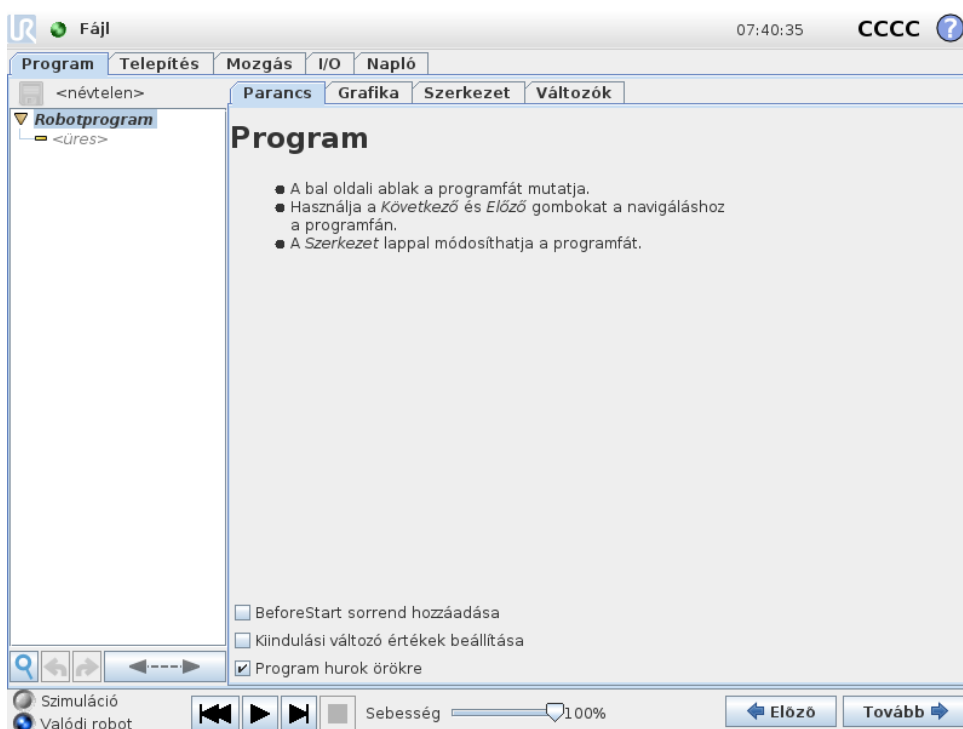 UR Fájl 07:40:35 CCCC ?
Program Telepítés Mozgás I/O Napló
<névtelen>
Parancs Grafika Szerkezet Változók
Robotprogram
<üres>
Program
A bal oldali ablak a programfát mutatja.
Használja a Következő és Előző gombokat a navigáláshoz
a programfán.
A Szerkezet lappal módosíthatja a programfát.
BeforeStart sorrend hozzáadása
Kiindulási változó értékek beállítása
Program hurok örökre
Szimuláció
Valódi robot
Sebesség 100%
Előző Tovább